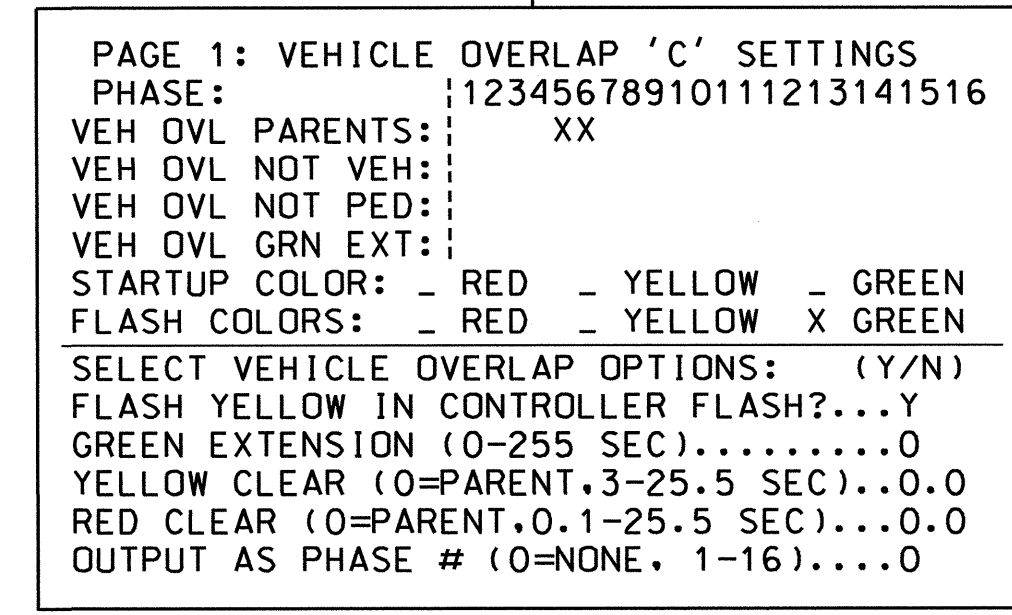 PAGE 1: VEHICLE OVERLAP 'C' SETTINGS
PHASE: ¦12345678910111213141516
VEH OVL PARENTS:¦ XX
VEH OVL NOT VEH:¦
VEH OVL NOT PED:¦
VEH OVL GRN EXT:¦
STARTUP COLOR: _ RED _ YELLOW _ GREEN
FLASH COLORS: _ RED _ YELLOW X GREEN
SELECT VEHICLE OVERLAP OPTIONS: (Y/N)
FLASH YELLOW IN CONTROLLER FLASH?...Y
GREEN EXTENSION (0-255 SEC).........0
YELLOW CLEAR (0=PARENT,3-25.5 SEC)..0.0
RED CLEAR (0=PARENT,0.1-25.5 SEC)...0.0
OUTPUT AS PHASE # (0=NONE, 1-16)....0